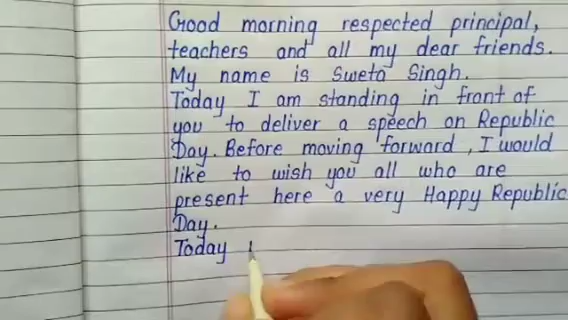 Good morning respected principal,
teachers and all my dear friends.
My name is Sweta Singh.
Today I am standing in front of
you to deliver a speech on Republic
Day. Before moving forward, I would
like to wish you all who are
present here a very Happy Republic
Day.
Today